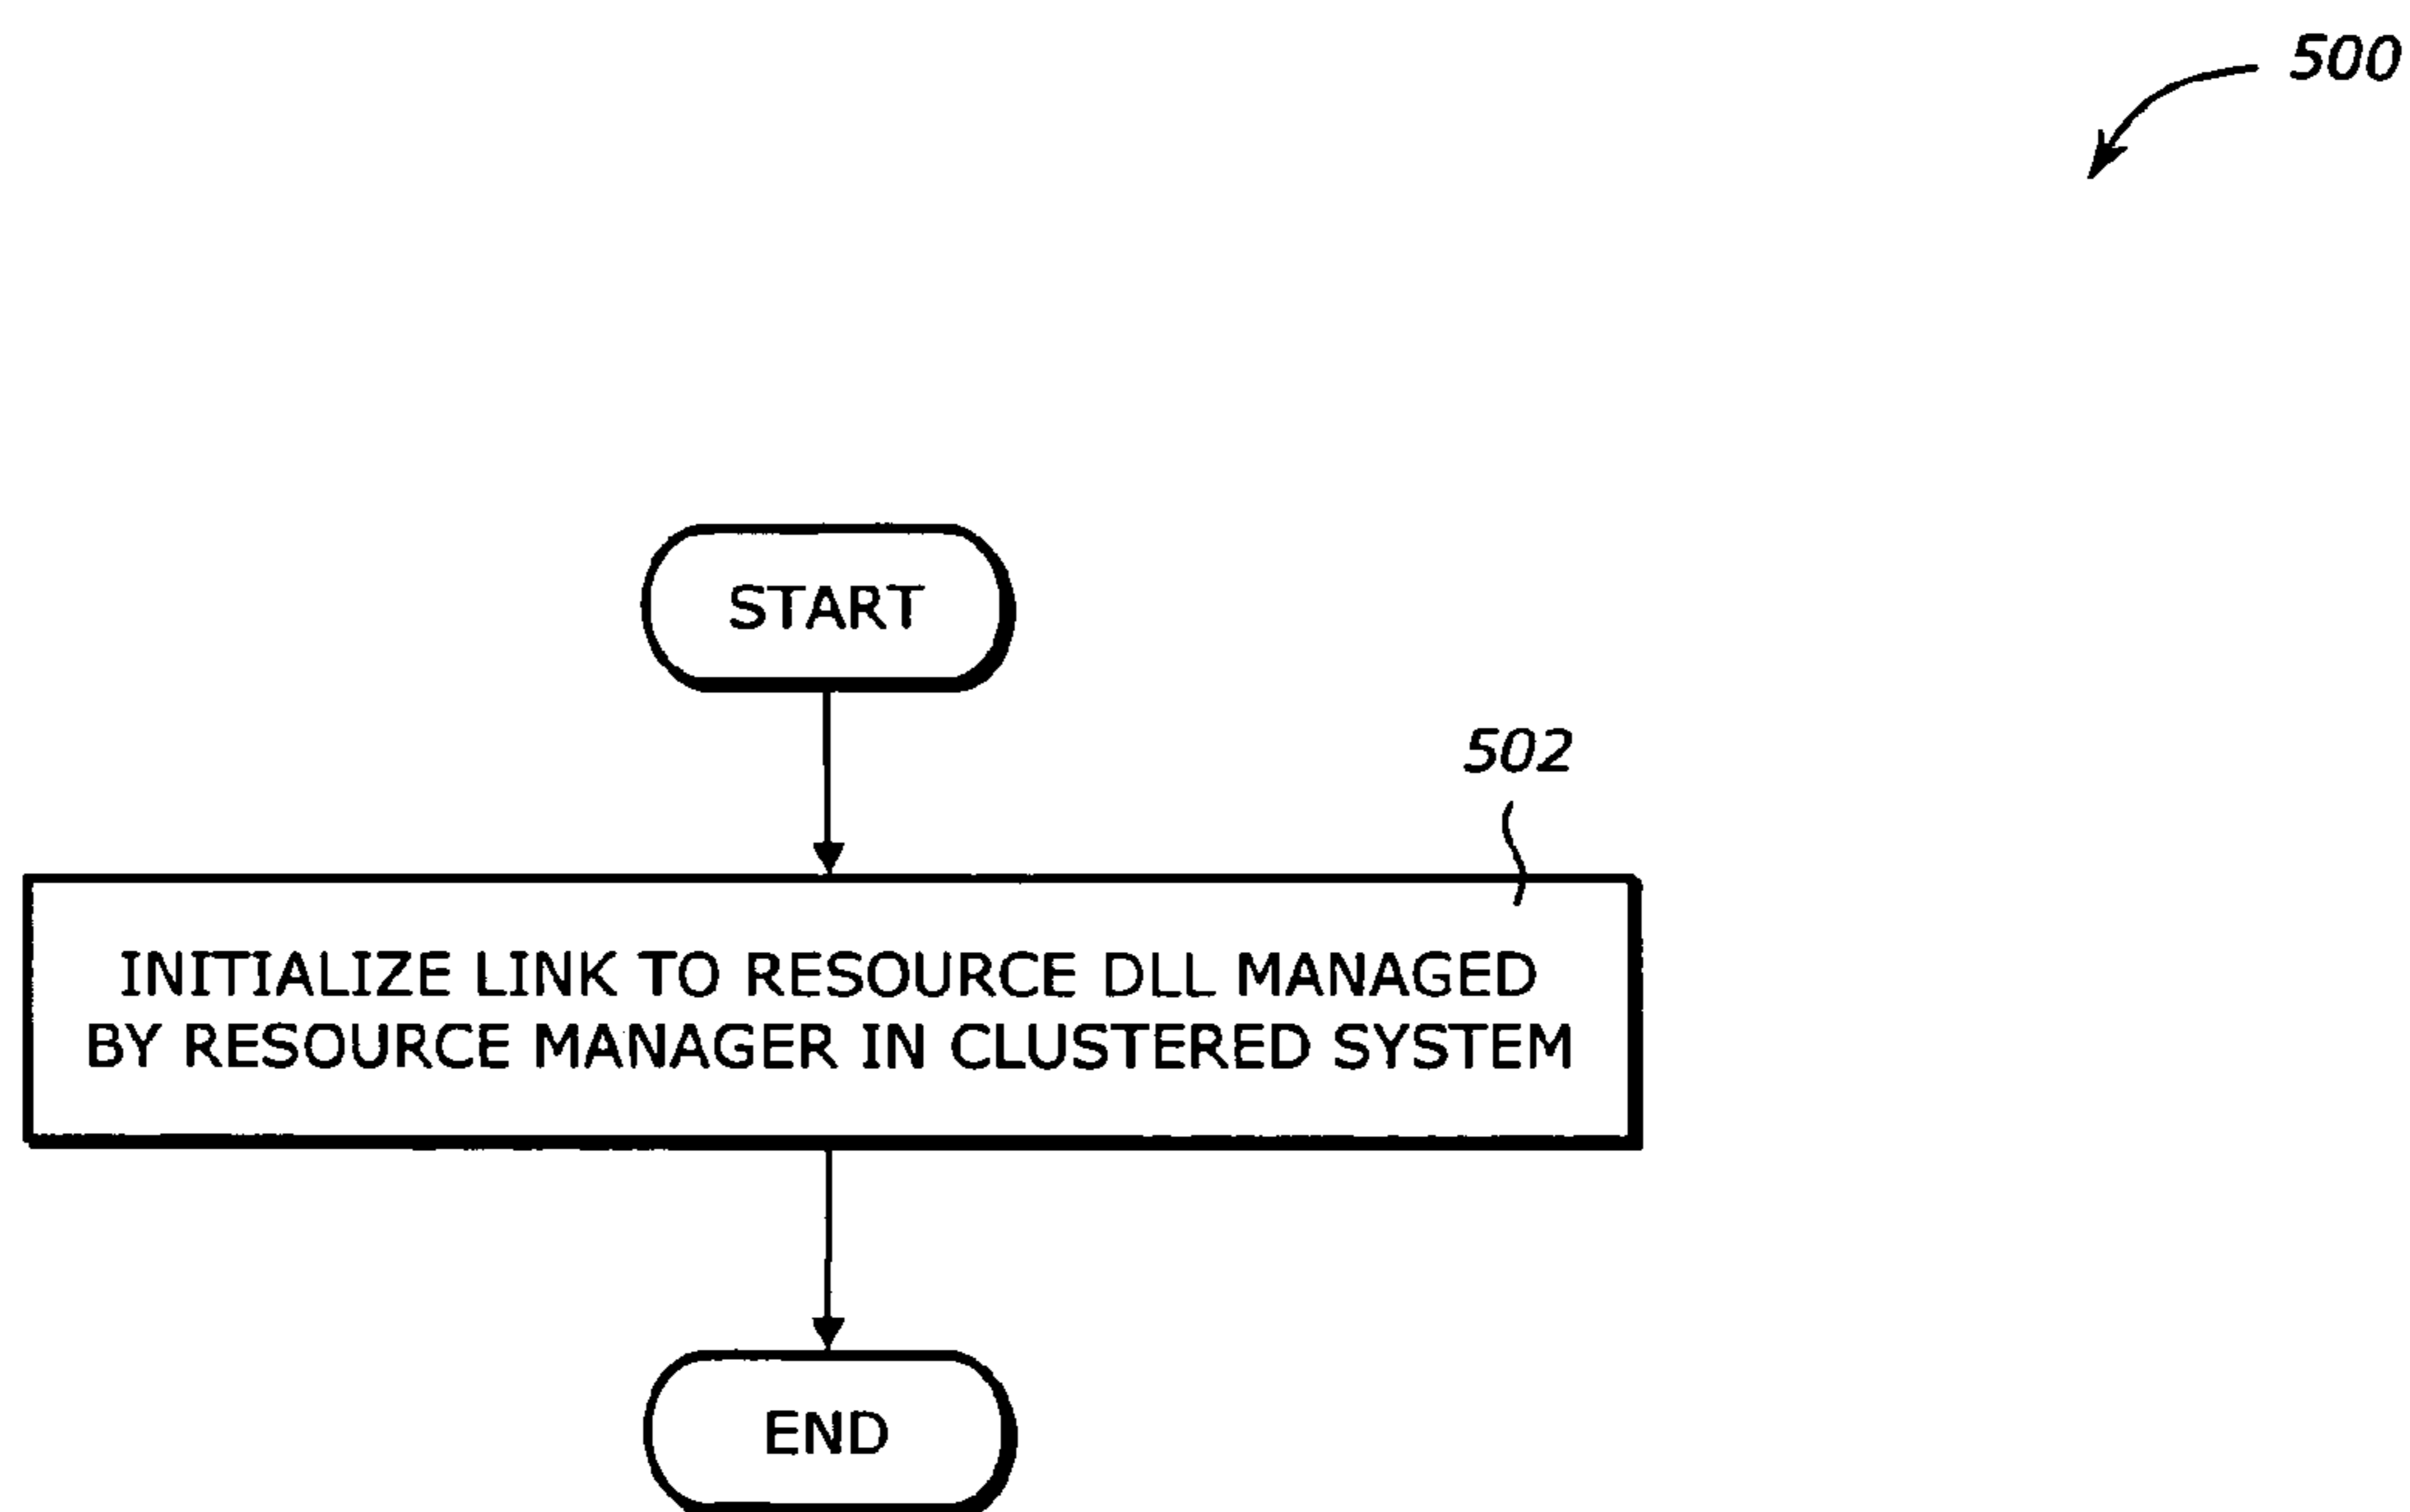 500
START
502
INITIALIZE LINK TO RESOURCE DLL MANAGED
BY RESOURCE MANAGER IN CLUSTERED SYSTEM
END